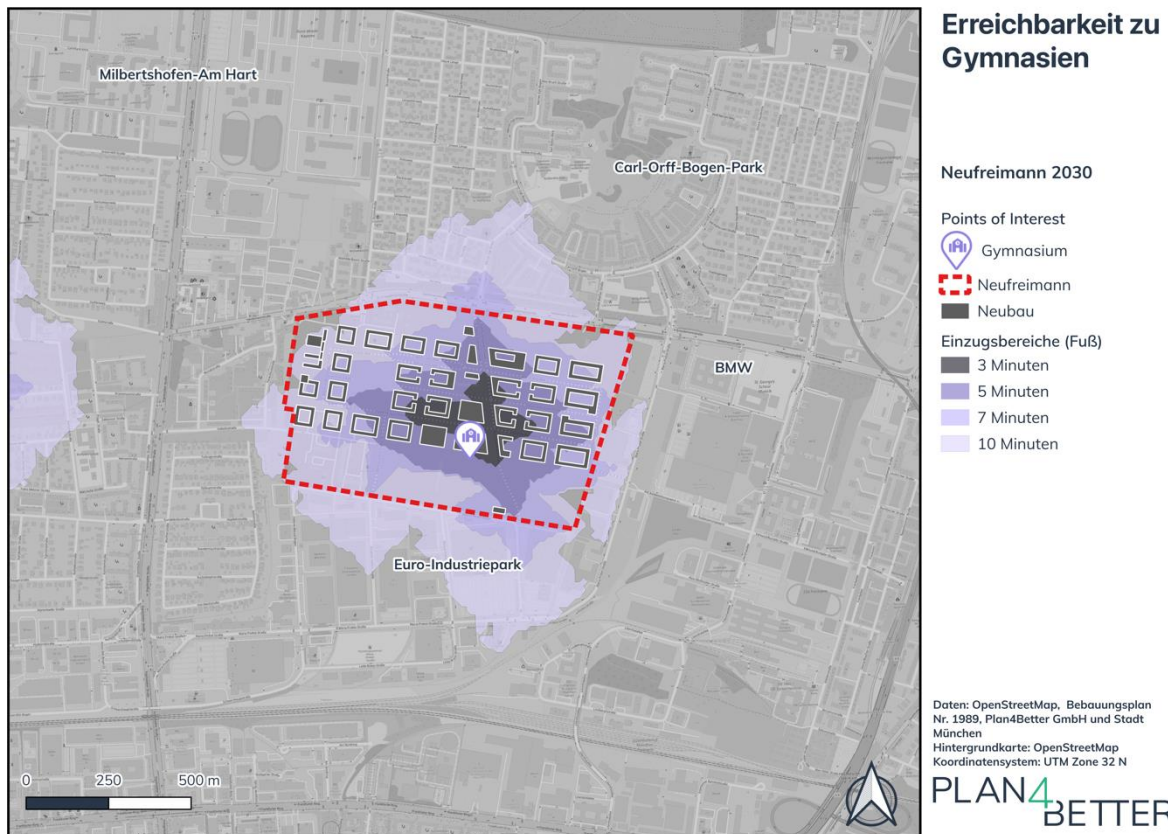 Erreichbarkeit zu
Gymnasien
Neufreimann 2030
Points of Interest
Gymnasium
Neufreimann
Neubau
Einzugsbereiche (Fuß)
3 Minuten
5 Minuten
7 Minuten
10 Minuten
Milbertshofen-Am Hart
Carl-Orff-Bogen-Park
BMW
Euro-Industriepark
0 250 500 m
Daten: OpenStreetMap, Bebauungsplan
Nr. 1989, Plan4Better GmbH und Stadt
München
Hintergrundkarte: OpenStreetMap
Koordinatensystem: UTM Zone 32 N
PLAN4
BETTER